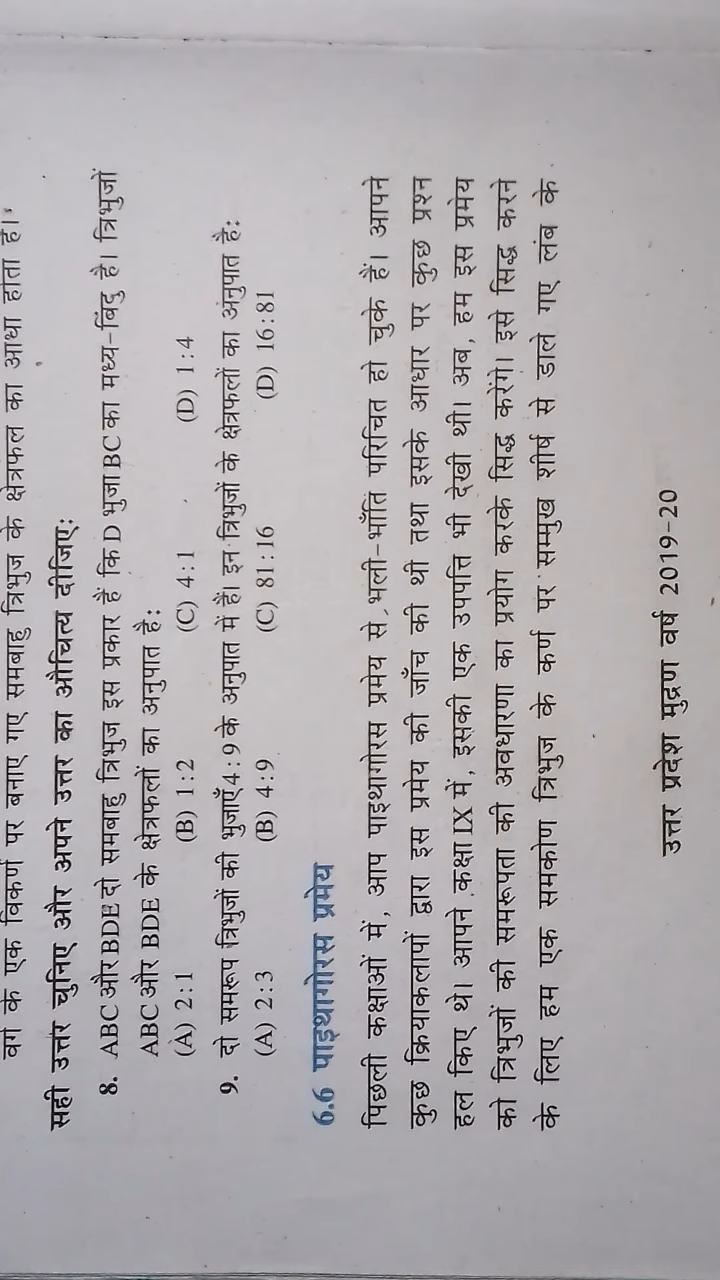 वर्ग के एक विकर्ण पर बनाए गए समबाहु त्रिभुज के क्षेत्रफल का आधा होता है।
सही उत्तर चुनिए और अपने उत्तर का औचित्य दीजिए:
8. ABC और BDE दो समबाहु त्रिभुज इस प्रकार हैं कि D भुजा BC का मध्य-बिंदु है। त्रिभुजों
ABC और BDE के क्षेत्रफलों का अनुपात है:
(A) 2:1 (B) 1:2 (C) 4:1 (D) 1:4
9. दो समरूप त्रिभुजों की भुजाएँ 4:9 के अनुपात में हैं। इन त्रिभुजों के क्षेत्रफलों का अनुपात है:
(A) 2:3 (B) 4:9 (C) 81:16 (D) 16:81
6.6 पाइथागोरस प्रमेय
पिछली कक्षाओं में, आप पाइथागोरस प्रमेय से भली-भाँति परिचित हो चुके हैं। आपने
कुछ क्रियाकलापों द्वारा इस प्रमेय की जाँच की थी तथा इसके आधार पर कुछ प्रश्न
हल किए थे। आपने कक्षा IX में, इसकी एक उपपत्ति भी देखी थी। अब, हम इस प्रमेय
को त्रिभुजों की समरूपता की अवधारणा का प्रयोग करके सिद्ध करेंगे। इसे सिद्ध करने
के लिए हम एक समकोण त्रिभुज के कर्ण पर सम्मुख शीर्ष से डाले गए लंब के
उत्तर प्रदेश मुद्रण वर्ष 2019-20